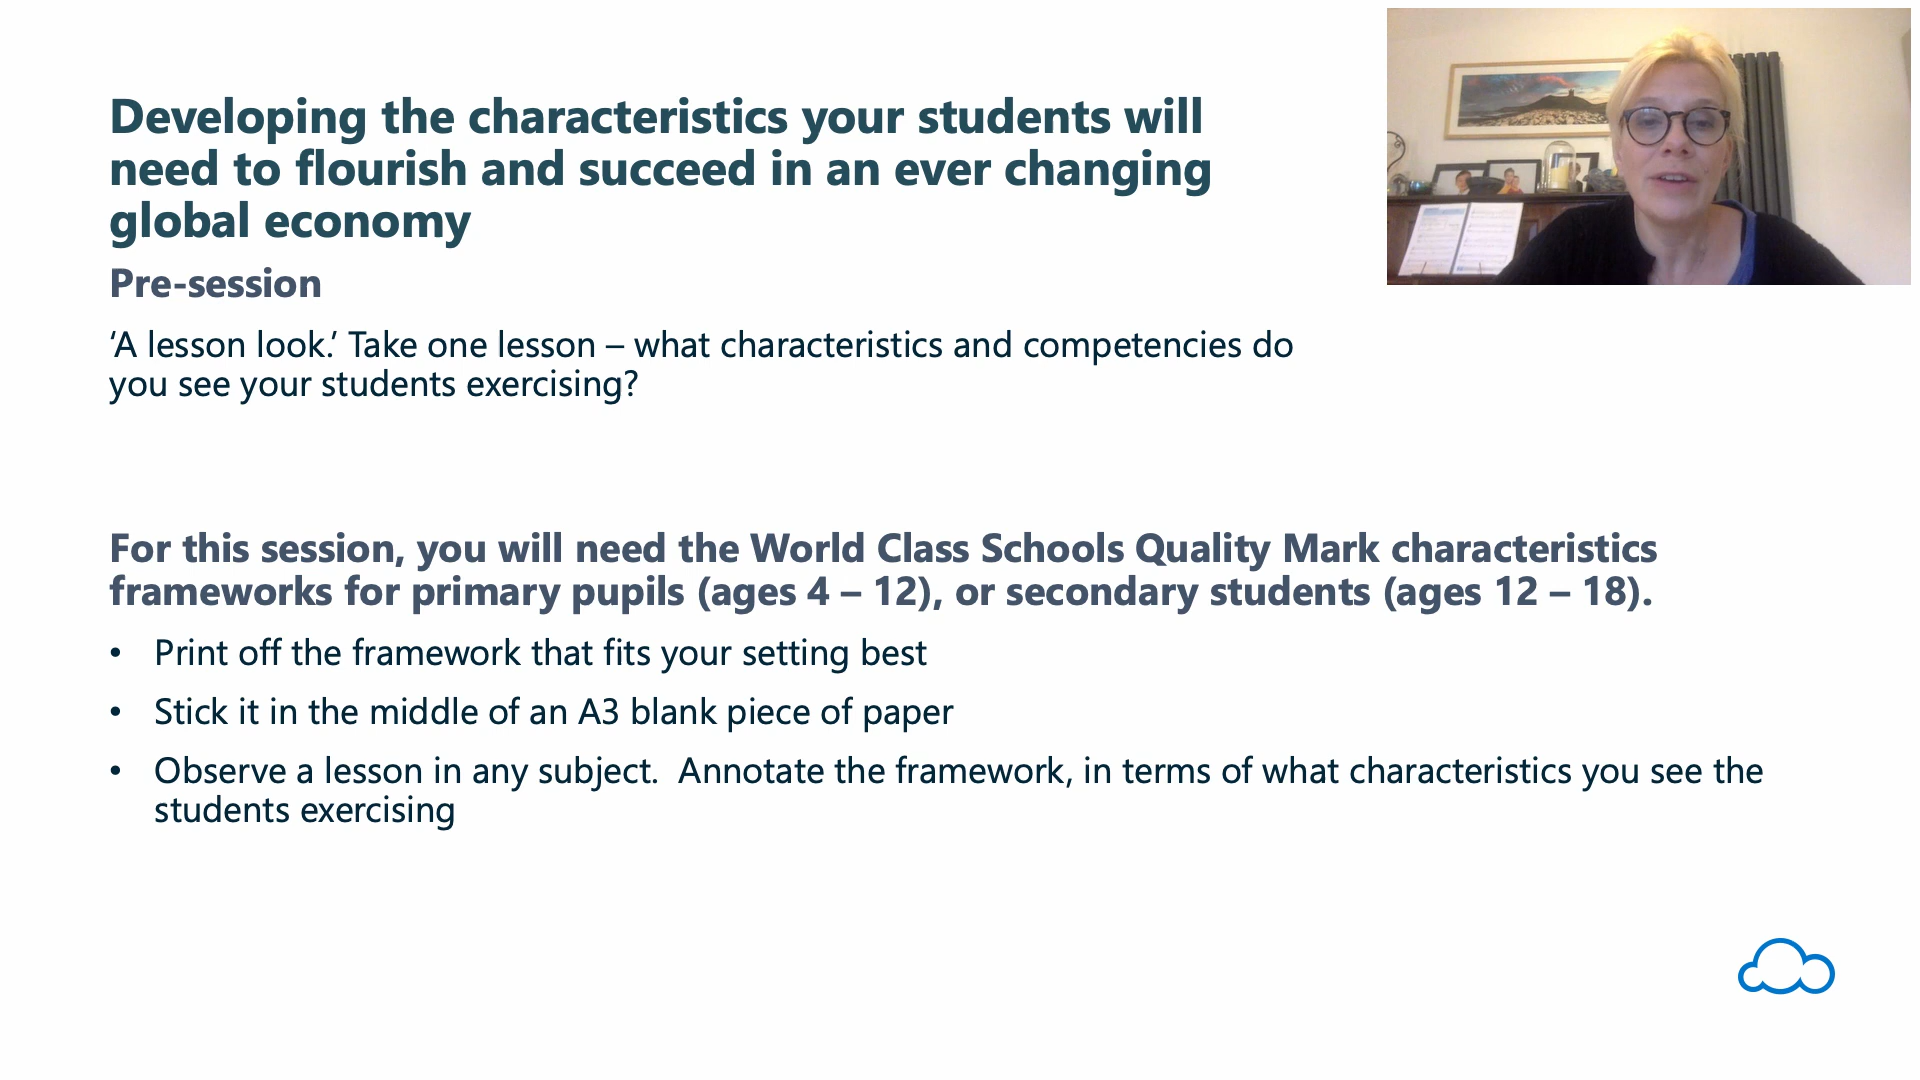 Developing the characteristics your students will
need to flourish and succeed in an ever changing
global economy
Pre-session
‘A lesson look.’ Take one lesson – what characteristics and competencies do
you see your students exercising?
For this session, you will need the World Class Schools Quality Mark characteristics
frameworks for primary pupils (ages 4 – 12), or secondary students (ages 12 – 18).
• Print off the framework that fits your setting best
• Stick it in the middle of an A3 blank piece of paper
• Observe a lesson in any subject.  Annotate the framework, in terms of what characteristics you see the
students exercising